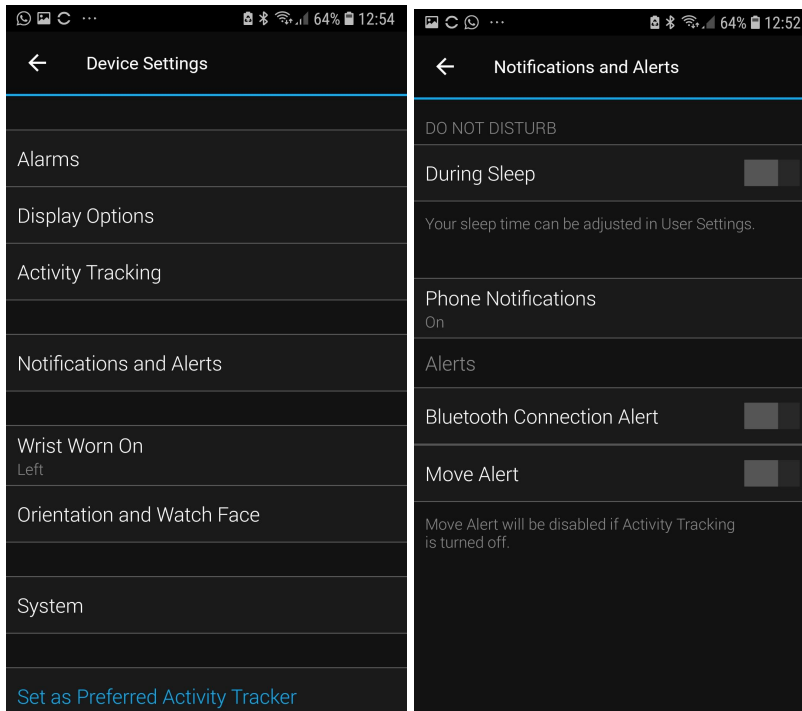 64% 12:54
Device Settings
Alarms
Display Options
Activity Tracking
Notifications and Alerts
Wrist Worn On
Left
Orientation and Watch Face
System
Set as Preferred Activity Tracker
64% 12:52
Notifications and Alerts
DO NOT DISTURB
During Sleep
Your sleep time can be adjusted in User Settings.
Phone Notifications
On
Alerts
Bluetooth Connection Alert
Move Alert
Move Alert will be disabled if Activity Tracking
is turned off.